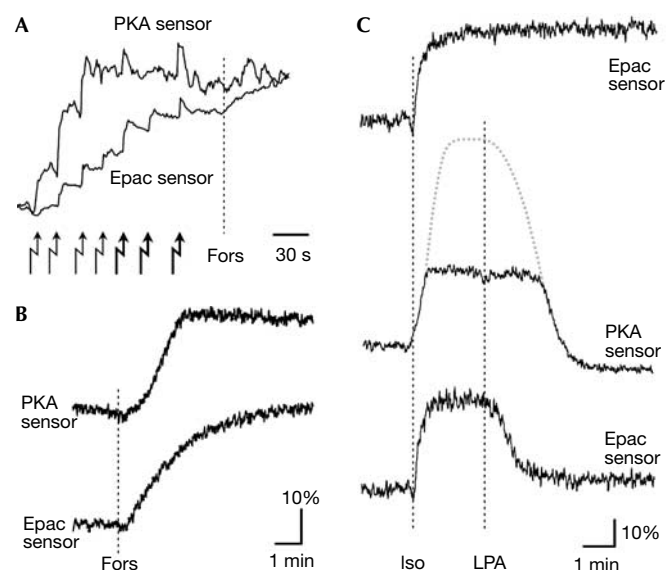 A
PKA sensor
Epac sensor
Fors
30 s
B
PKA
sensor
Epac
sensor
Fors
10%
1 min
C
Epac
sensor
PKA
sensor
Epac
sensor
Iso
LPA
10%
1 min